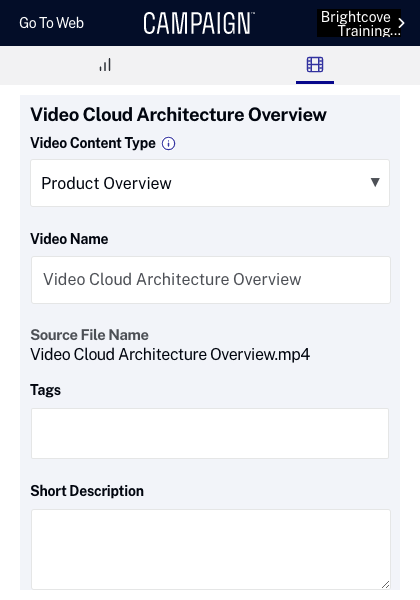 Go To Web
CAMPAIGN™
Brightcove
Training...
Video Cloud Architecture Overview
Video Content Type
Product Overview
Video Name
Video Cloud Architecture Overview
Source File Name
Video Cloud Architecture Overview.mp4
Tags
Short Description